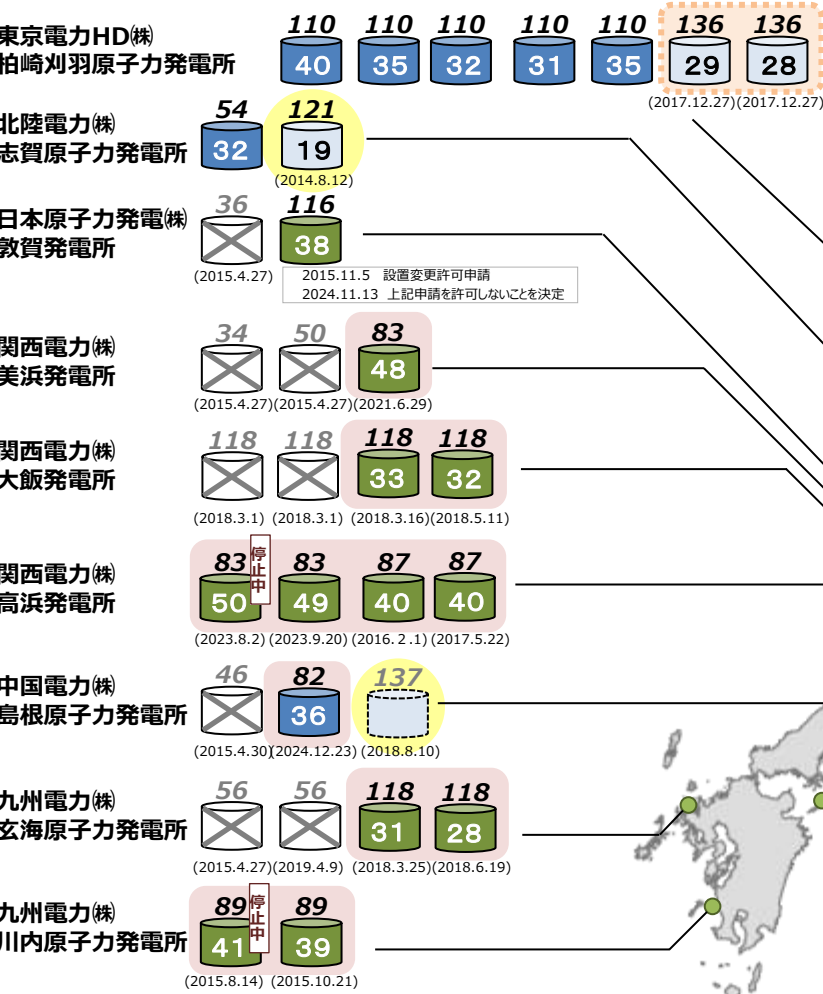 東京電力HD㈱
柏崎刈羽原子力発電所
110 110 110 110 110 136 136
40 35 32 31 35 29 28
(2017.12.27)(2017.12.27)
北陸電力㈱
志賀原子力発電所
54 121
32 19
(2014.8.12)
日本原子力発電㈱
敦賀発電所
36 116
38
(2015.4.27)
2015.11.5 設置変更許可申請
2024.11.13 上記申請を許可しないことを決定
関西電力㈱
美浜発電所
34 50 83
48
(2015.4.27)(2015.4.27)(2021.6.29)
関西電力㈱
大飯発電所
118 118 118 118
33 32
(2018.3.1) (2018.3.1) (2018.3.16)(2018.5.11)
関西電力㈱
高浜発電所
83 83 87 87
停止中
50 49 40 40
(2023.8.2) (2023.9.20) (2016.2.1) (2017.5.22)
中国電力㈱
島根原子力発電所
46 82 137
36
(2015.4.30)(2024.12.23) (2018.8.10)
九州電力㈱
玄海原子力発電所
56 56 118 118
31 28
(2015.4.27)(2019.4.9) (2018.3.25)(2018.6.19)
九州電力㈱
川内原子力発電所
89 89
停止中
41 39
(2015.8.14) (2015.10.21)